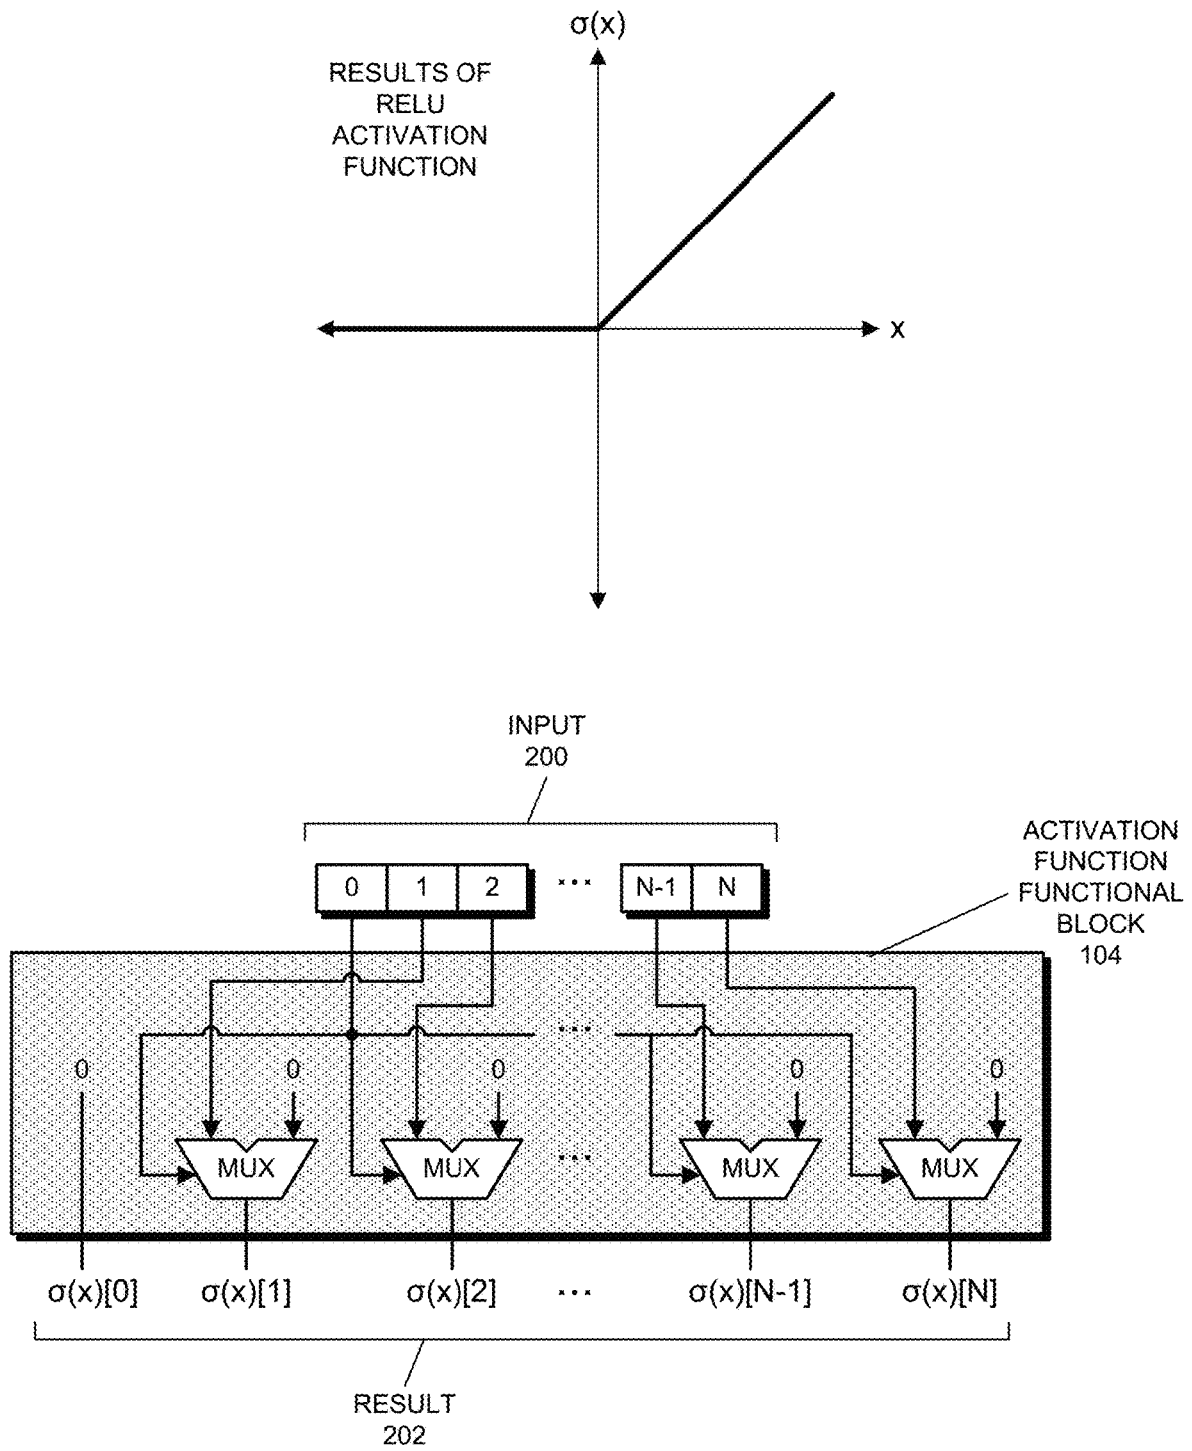 σ(x)
RESULTS OF
RELU
ACTIVATION
FUNCTION
x
INPUT
200
ACTIVATION
FUNCTION
FUNCTIONAL
BLOCK
104
0 1 2 ... N-1 N
...
0 0 0 0 0
MUX MUX ... MUX MUX
σ(x)[0] σ(x)[1] σ(x)[2] ... σ(x)[N-1] σ(x)[N]
RESULT
202